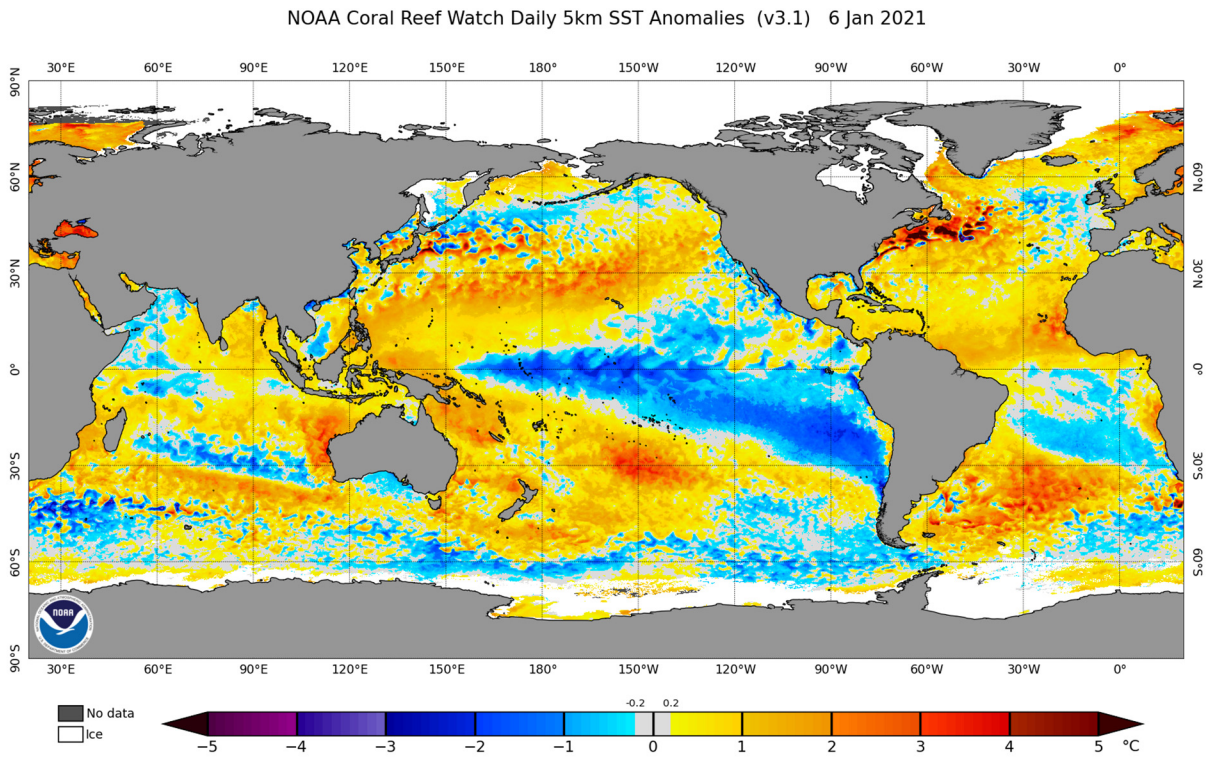 NOAA Coral Reef Watch Daily 5km SST Anomalies (v3.1) 6 Jan 2021
30°E 60°E 90°E 120°E 150°E 180° 150°W 120°W 90°W 60°W 30°W 0°
90°N
60°N 60°N
30°N 30°N
0° 0°
30°S 30°S
60°S 60°S
90°S
NOAA
30°E 60°E 90°E 120°E 150°E 180 150°W 120°W 90°W 60°W 30°W 0°
-0.2 0.2
No data
Ice
−5 −4 −3 −2 −1 0 1 2 3 4 5 °C